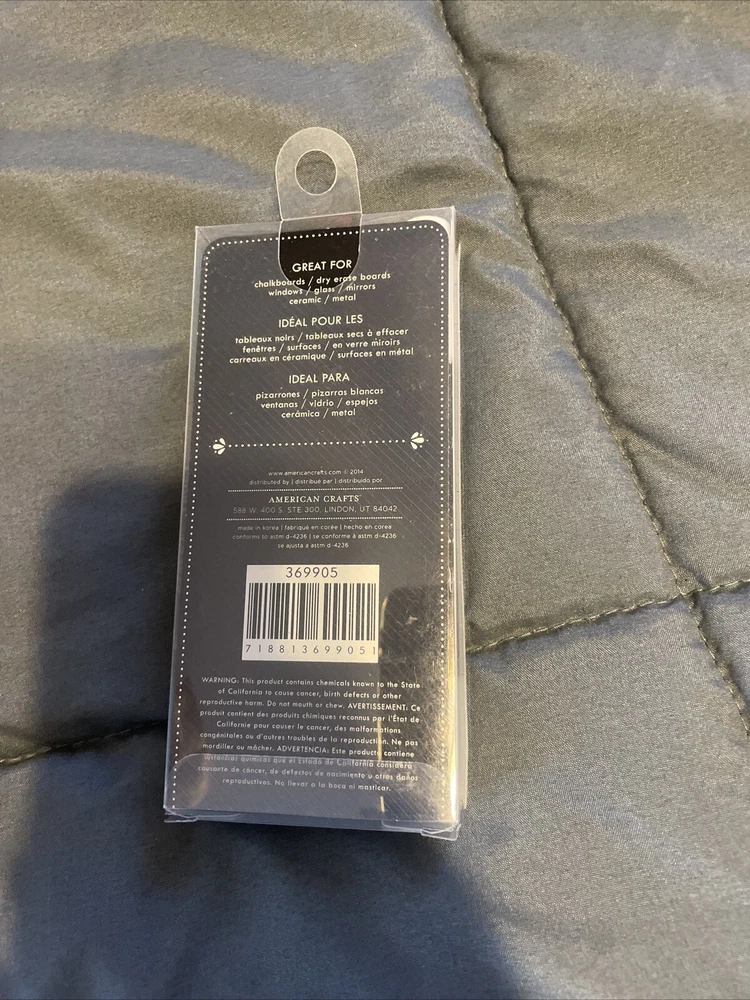 GREAT FOR
chalkboards / dry erase boards
windows / glass / mirrors
ceramic / metal
IDÉAL POUR LES
tableaux noirs / tableaux secs à effacer
fenêtres / surfaces / en verre miroirs
carreaux en céramique / surfaces en métal
IDEAL PARA
pizarrones / pizarras blancas
ventanas / vidrio / espejos
cerámica / metal
www.americancrafts.com © 2014
distributed by | distribué par | distribuido por
AMERICAN CRAFTS™
588 W. 400 S. STE 300, LINDON, UT 84042
made in korea | fabriqué en corée | hecho en corea
conforms to astm d-4236 | se conforme à astm d-4236
se ajusta a astm d-4236
369905
718813699051
WARNING: This product contains chemicals known to the State
of California to cause cancer, birth defects or other
reproductive harm. Do not mouth or chew. AVERTISSEMENT: Ce
produit contient des produits chimiques reconnus par l'État de
Californie pour causer le cancer, des malformations
congénitales ou d'autres troubles de la reproduction. Ne pas
mordiller ou mâcher. ADVERTENCIA: Este producto contiene
sustancias químicas que el Estado de California considera
causante de cáncer, de defectos de nacimiento u otros daños
reproductivos. No llevar a la boca ni masticar.